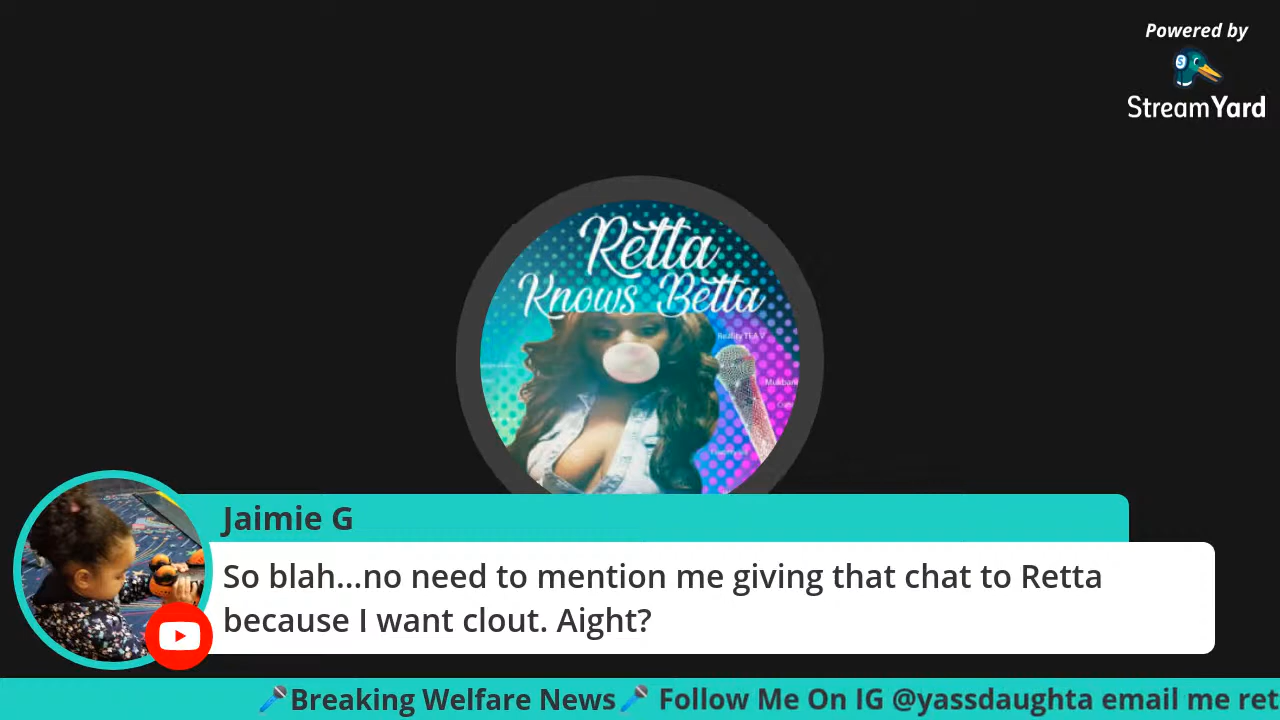 Powered by
StreamYard
Retta
Knows Betta
Jaimie G
So blah...no need to mention me giving that chat to Retta
because I want clout. Aight?
🎤Breaking Welfare News🎤 Follow Me On IG @yassdaughta email me ret